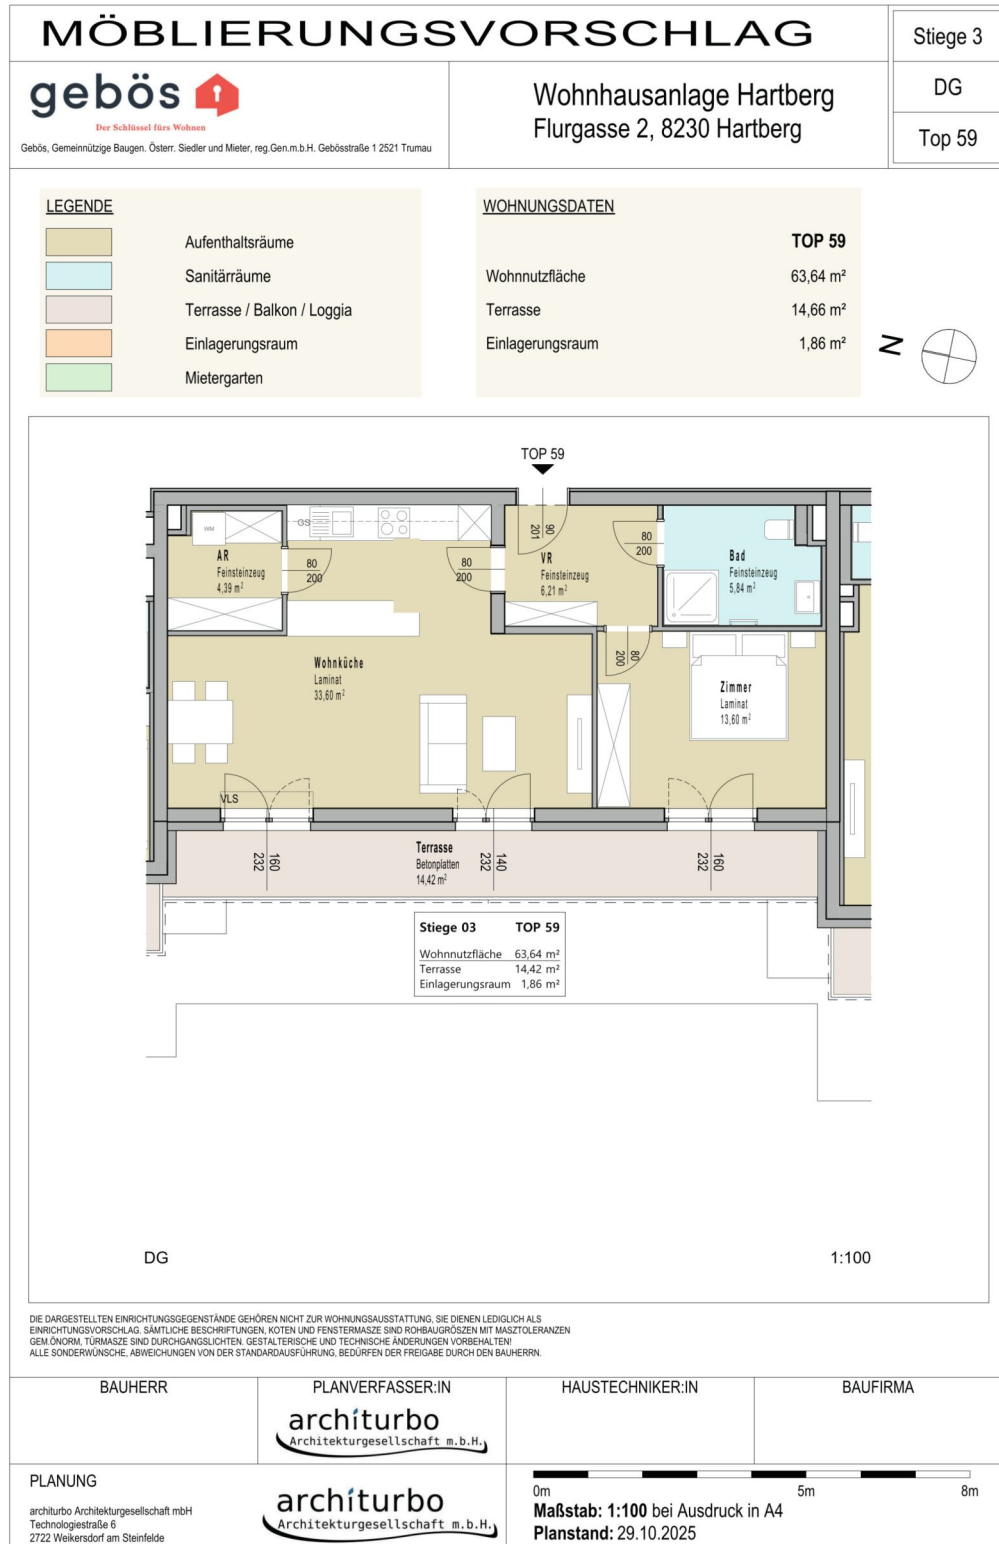 MÖBLIERUNGSVORSCHLAG
Stiege 3
DG
Top 59
gebös
Der Schlüssel fürs Wohnen
Gebös, Gemeinnützige Baugen. Österr. Siedler und Mieter, reg.Gen.m.b.H. Gebösstraße 1 2521 Trumau
Wohnhausanlage Hartberg
Flurgasse 2, 8230 Hartberg
LEGENDE
Aufenthaltsräume
Sanitärräume
Terrasse / Balkon / Loggia
Einlagerungsraum
Mietergarten
WOHNUNGSDATEN
TOP 59
Wohnnutzfläche 63,64 m²
Terrasse 14,66 m²
Einlagerungsraum 1,86 m²
N
TOP 59
WM
GS
90
201
AR
Feinsteinzeug
4,39 m²
80
200
80
200
VR
Feinsteinzeug
6,21 m²
80
200
Bad
Feinsteinzeug
5,84 m²
80
200
Wohnküche
Laminat
33,60 m²
Zimmer
Laminat
13,60 m²
VLS
160
232
Terrasse
Betonplatten
14,42 m²
140
232
160
232
Stiege 03 TOP 59
Wohnnutzfläche 63,64 m²
Terrasse 14,42 m²
Einlagerungsraum 1,86 m²
DG
1:100
DIE DARGESTELLTEN EINRICHTUNGSGEGENSTÄNDE GEHÖREN NICHT ZUR WOHNUNGSAUSSTATTUNG, SIE DIENEN LEDIGLICH ALS
EINRICHTUNGSVORSCHLAG. SÄMTLICHE BESCHRIFTUNGEN, KOTEN UND FENSTERMASZE SIND ROHBAUGRÖSZEN MIT MASZTOLERANZEN
GEM.ÖNORM, TÜRMASZE SIND DURCHGANGSLICHTEN. GESTALTERISCHE UND TECHNISCHE ÄNDERUNGEN VORBEHALTEN!
ALLE SONDERWÜNSCHE, ABWEICHUNGEN VON DER STANDARDAUSFÜHRUNG, BEDÜRFEN DER FREIGABE DURCH DEN BAUHERRN.
BAUHERR
PLANVERFASSER:IN
architurbo
Architekturgesellschaft m.b.H.
HAUSTECHNIKER:IN
BAUFIRMA
PLANUNG
architurbo Architekturgesellschaft mbH
Technologiestraße 6
2722 Weikersdorf am Steinfelde
architurbo
Architekturgesellschaft m.b.H.
0m 5m 8m
Maßstab: 1:100 bei Ausdruck in A4
Planstand: 29.10.2025